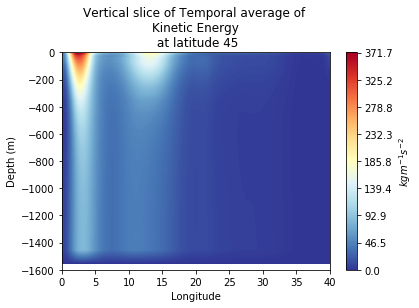 Vertical slice of Temporal average of
Kinetic Energy
at latitude 45
0
−200
−400
−600
−800
−1000
−1200
−1400
−1600
Depth (m)
0 5 10 15 20 25 30 35 40
Longitude
371.7
325.2
278.8
232.3
185.8
139.4
92.9
46.5
0.0
kgm⁻¹s⁻²